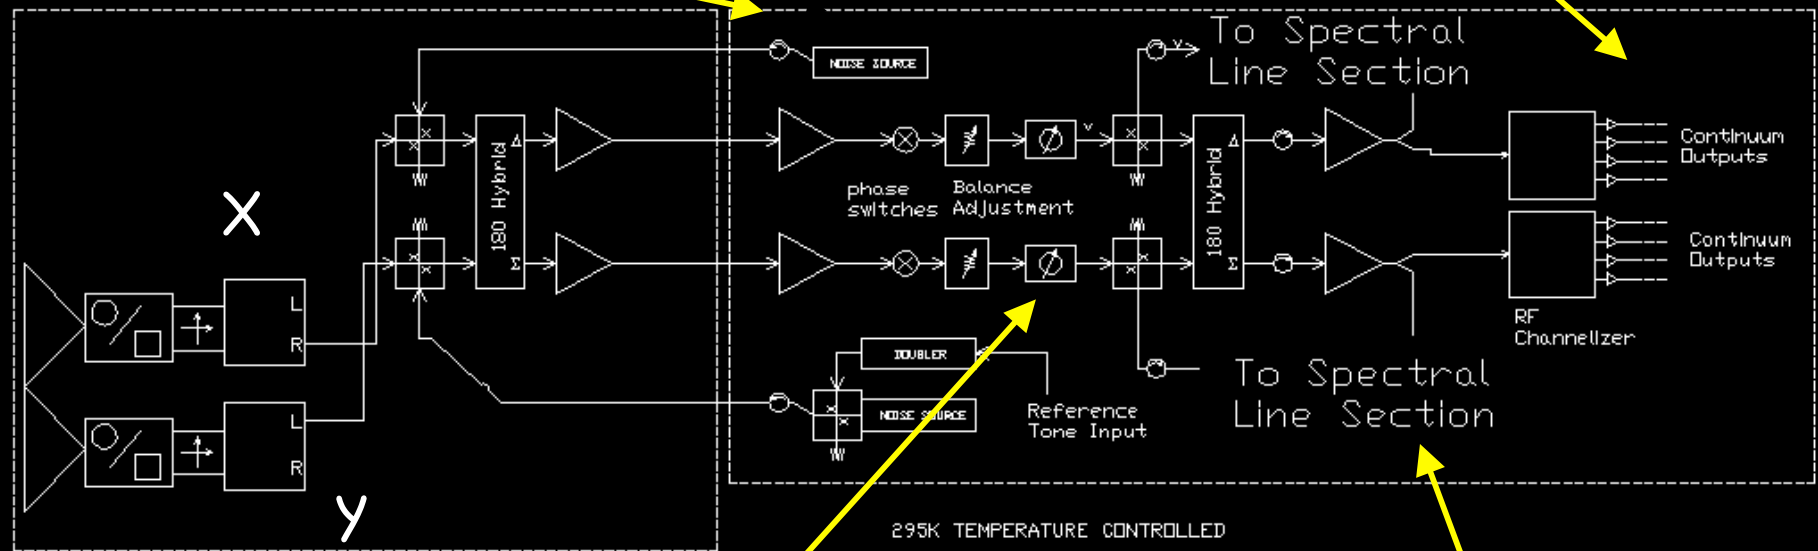 To Spectral
Line Section
NOISE SOURCE
180 Hybrid
Δ
Σ
phase
switches
Balance
Adjustment
v
v
180 Hybrid
Δ
Σ
Continuum
Outputs
Continuum
Outputs
RF
Channelizer
X
L
R
L
R
y
DOUBLER
NOISE SOURCE
Reference
Tone Input
To Spectral
Line Section
295K TEMPERATURE CONTROLLED